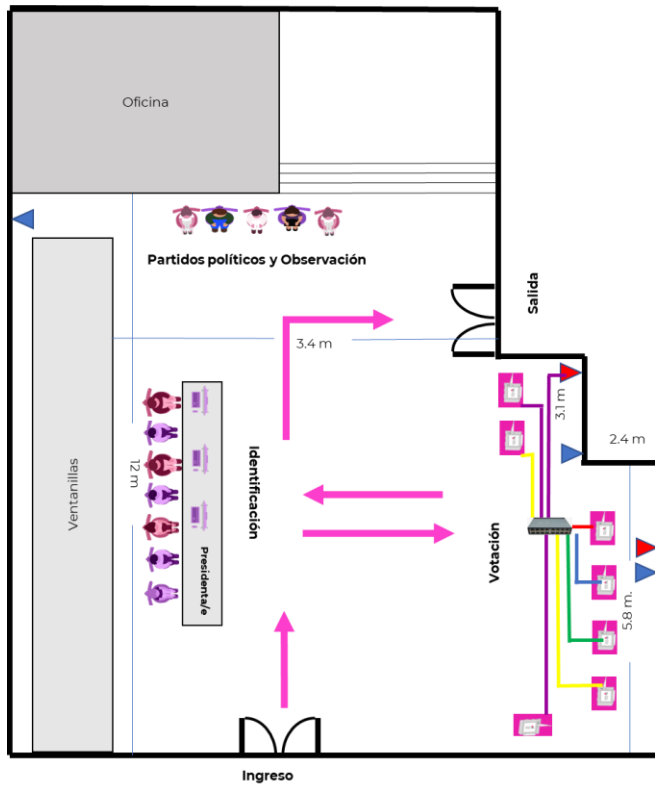 Oficina
Partidos políticos y Observación
Salida
3.4 m
3.1 m
2.4 m
Ventanillas
12 m
Identificación
Presidenta/e
Votación
5.8 m.
Ingreso